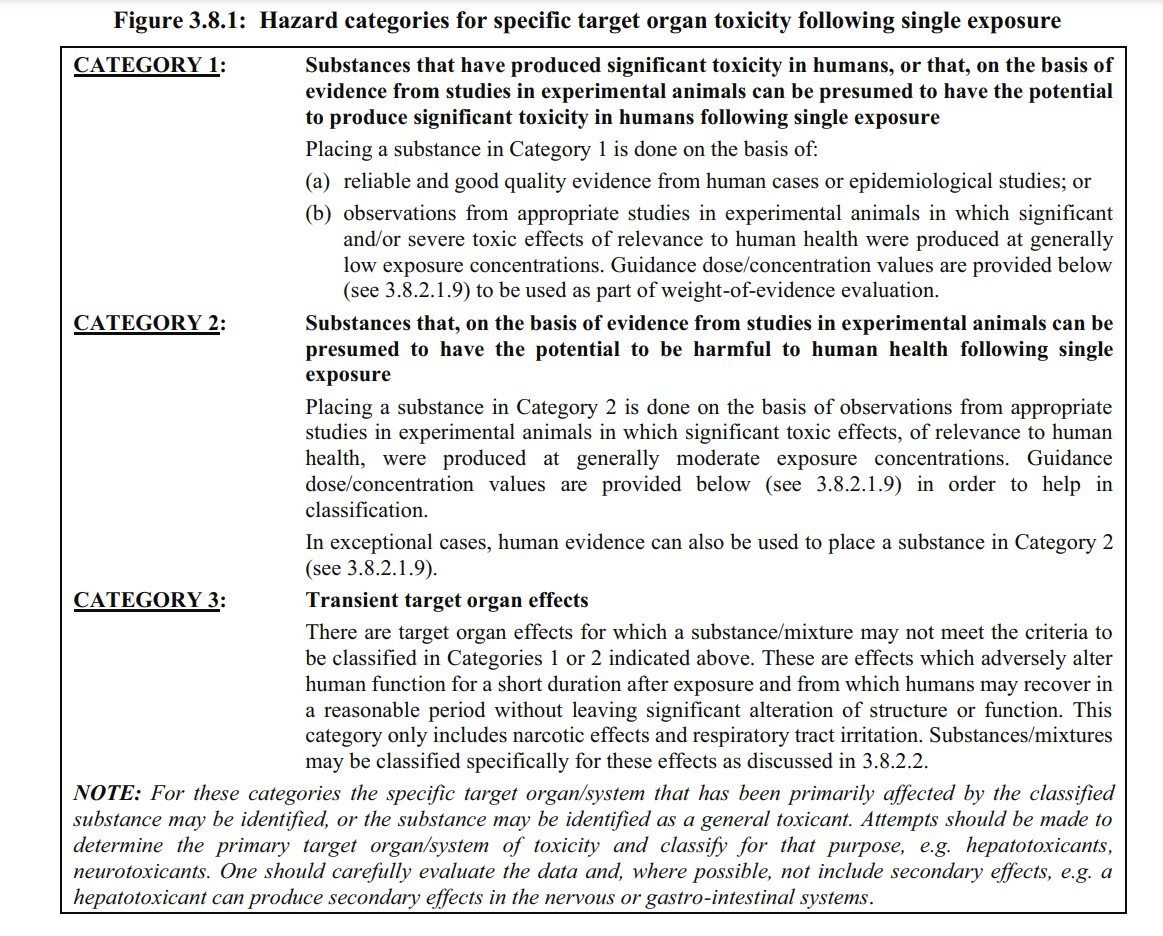 Figure 3.8.1: Hazard categories for specific target organ toxicity following single exposure
CATEGORY 1: Substances that have produced significant toxicity in humans, or that, on the basis of
evidence from studies in experimental animals can be presumed to have the potential
to produce significant toxicity in humans following single exposure
Placing a substance in Category 1 is done on the basis of:
(a) reliable and good quality evidence from human cases or epidemiological studies; or
(b) observations from appropriate studies in experimental animals in which significant
and/or severe toxic effects of relevance to human health were produced at generally
low exposure concentrations. Guidance dose/concentration values are provided below
(see 3.8.2.1.9) to be used as part of weight-of-evidence evaluation.
CATEGORY 2: Substances that, on the basis of evidence from studies in experimental animals can be
presumed to have the potential to be harmful to human health following single
exposure
Placing a substance in Category 2 is done on the basis of observations from appropriate
studies in experimental animals in which significant toxic effects, of relevance to human
health, were produced at generally moderate exposure concentrations. Guidance
dose/concentration values are provided below (see 3.8.2.1.9) in order to help in
classification.
In exceptional cases, human evidence can also be used to place a substance in Category 2
(see 3.8.2.1.9).
CATEGORY 3: Transient target organ effects
There are target organ effects for which a substance/mixture may not meet the criteria to
be classified in Categories 1 or 2 indicated above. These are effects which adversely alter
human function for a short duration after exposure and from which humans may recover in
a reasonable period without leaving significant alteration of structure or function. This
category only includes narcotic effects and respiratory tract irritation. Substances/mixtures
may be classified specifically for these effects as discussed in 3.8.2.2.
NOTE: For these categories the specific target organ/system that has been primarily affected by the classified
substance may be identified, or the substance may be identified as a general toxicant. Attempts should be made to
determine the primary target organ/system of toxicity and classify for that purpose, e.g. hepatotoxicants,
neurotoxicants. One should carefully evaluate the data and, where possible, not include secondary effects, e.g. a
hepatotoxicant can produce secondary effects in the nervous or gastro-intestinal systems.